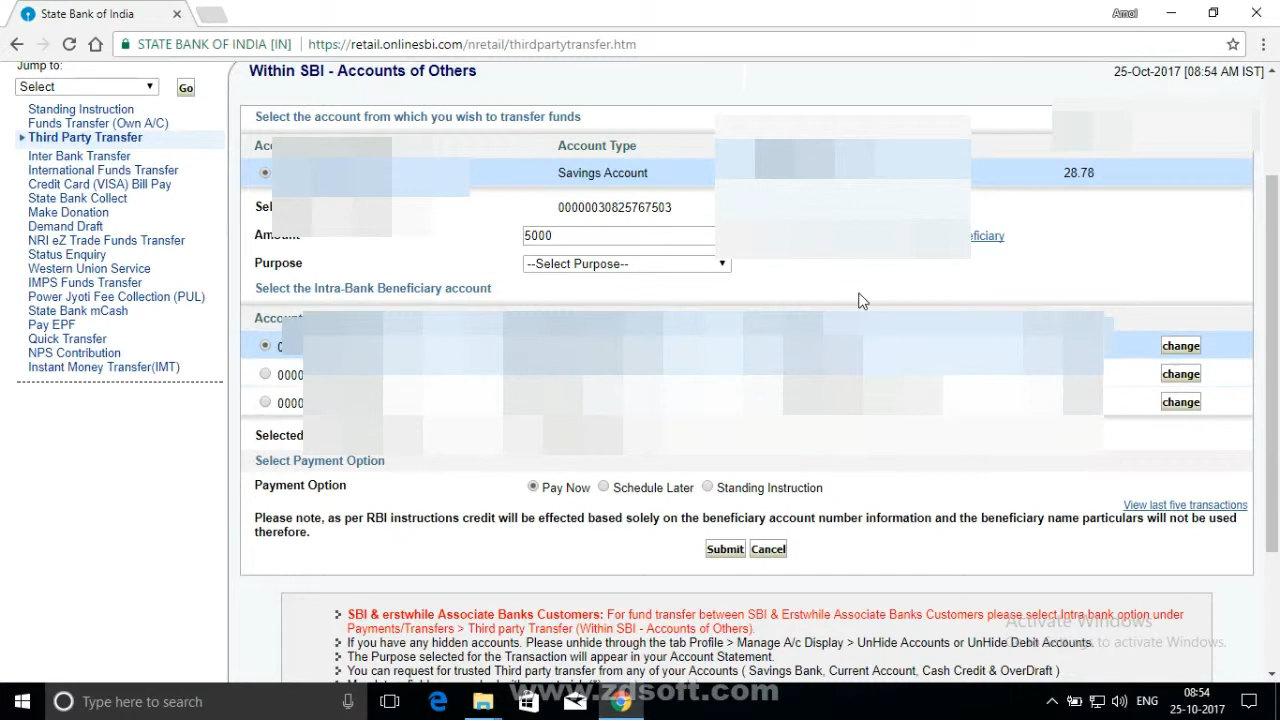 State Bank of India
Amol
STATE BANK OF INDIA [IN] https://retail.onlinesbi.com/nretail/thirdpartytransfer.htm
Jump to:
Select
Go
Standing Instruction
Funds Transfer (Own A/C)
Third Party Transfer
Inter Bank Transfer
International Funds Transfer
Credit Card (VISA) Bill Pay
State Bank Collect
Make Donation
Demand Draft
NRI eZ Trade Funds Transfer
Status Enquiry
Western Union Service
IMPS Funds Transfer
Power Jyoti Fee Collection (PUL)
State Bank mCash
Pay EPF
Quick Transfer
NPS Contribution
Instant Money Transfer(IMT)
Within SBI - Accounts of Others
25-Oct-2017 [08:54 AM IST]
Select the account from which you wish to transfer funds
Account Type
Savings Account 28.78
00000030825767503
5000
Purpose --Select Purpose--
Select the Intra-Bank Beneficiary account
change
0000 change
0000 change
Selected
Select Payment Option
Payment Option Pay Now Schedule Later Standing Instruction
View last five transactions
Please note, as per RBI instructions credit will be effected based solely on the beneficiary account number information and the beneficiary name particulars will not be used
therefore.
Submit Cancel
SBI & erstwhile Associate Banks Customers: For fund transfer between SBI & Erstwhile Associate Banks Customers please select Intra-bank option under
Payments/Transfers > Third party Transfer (Within SBI - Accounts of Others).
If you have any hidden accounts. Please unhide through the tab Profile > Manage A/c Display > UnHide Accounts or UnHide Debit Accounts.
The Purpose selected for the Transaction will appear in your Account Statement.
You can request for trusted Third party transfer from any of your Accounts ( Savings Bank, Current Account, Cash Credit & OverDraft )
Activate Windows
to activate Windows.
www.zdsoft.com
Type here to search
ENG
08:54
25-10-2017